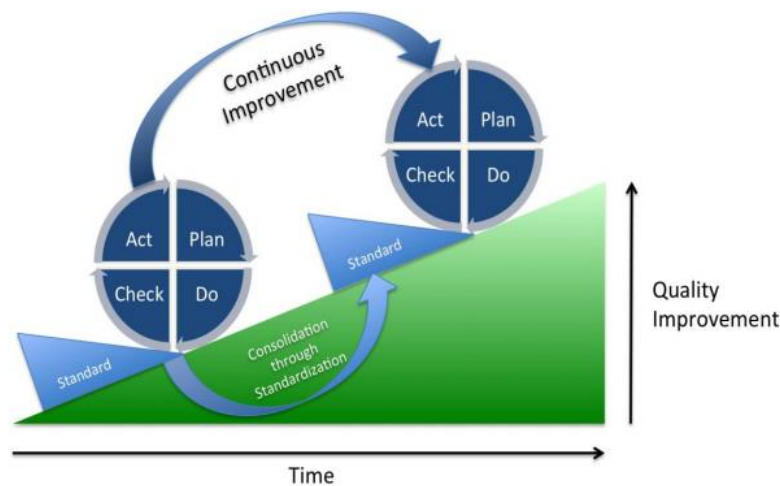 Continuous
Improvement
Act
Plan
Check
Do
Act
Plan
Check
Do
Standard
Standard
Consolidation
through
Standardization
Quality
Improvement
Time